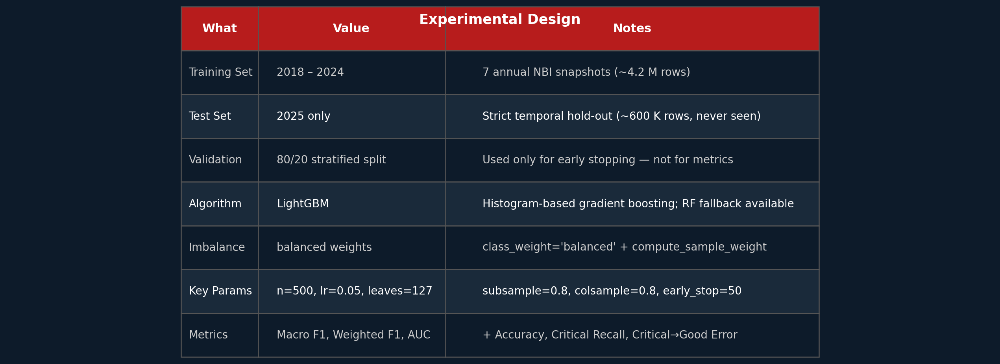 Experimental Design
What Value Notes
Training Set 2018 – 2024 7 annual NBI snapshots (~4.2 M rows)
Test Set 2025 only Strict temporal hold-out (~600 K rows, never seen)
Validation 80/20 stratified split Used only for early stopping — not for metrics
Algorithm LightGBM Histogram-based gradient boosting; RF fallback available
Imbalance balanced weights class_weight='balanced' + compute_sample_weight
Key Params n=500, lr=0.05, leaves=127 subsample=0.8, colsample=0.8, early_stop=50
Metrics Macro F1, Weighted F1, AUC + Accuracy, Critical Recall, Critical→Good Error